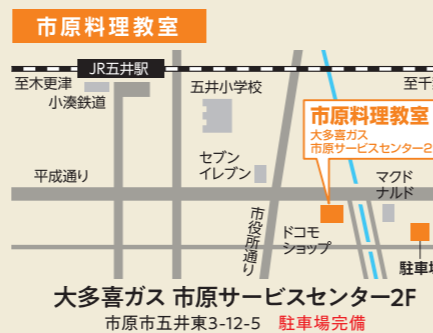 市原料理教室
JR五井駅
至木更津
至千
小湊鉄道
五井小学校
市原料理教室
大多喜ガス
市原サービスセンター2
セブン
イレブン
平成通り
マクド
ナルド
市役所通り
ドコモ
ショップ
駐車場
大多喜ガス 市原サービスセンター2F
市原市五井東3-12-5 駐車場完備